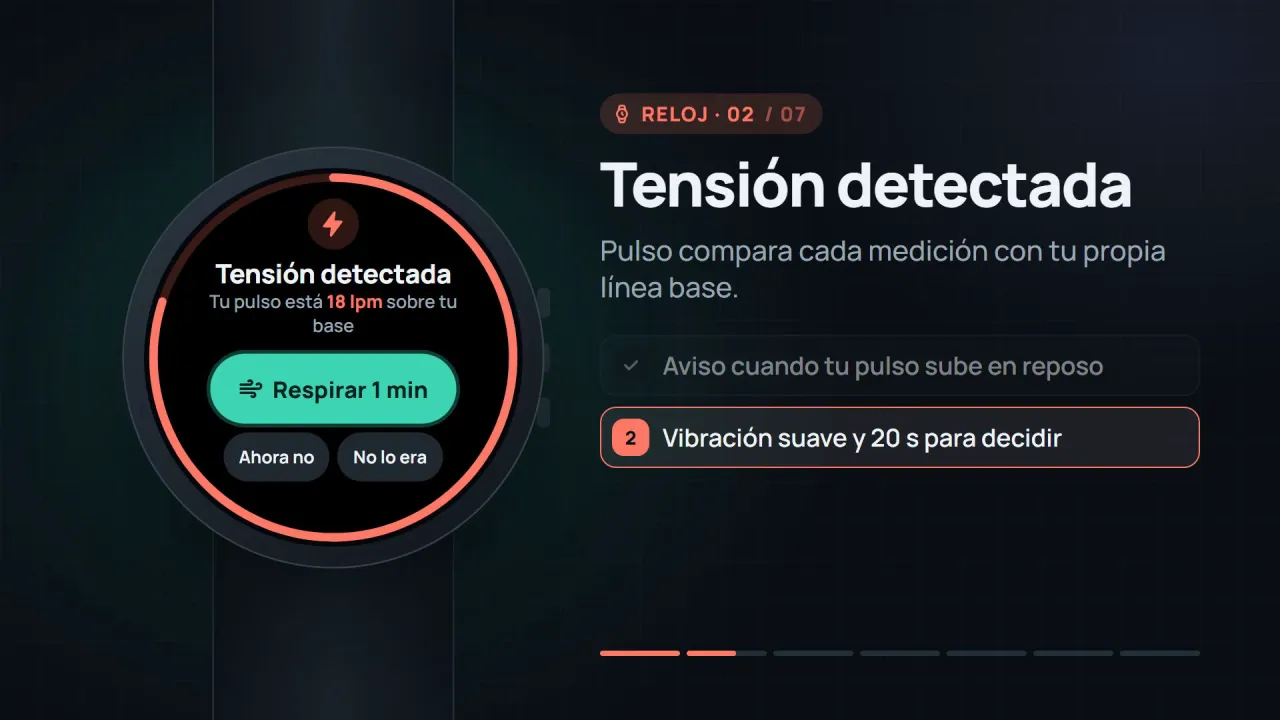 Tensión detectada
Tu pulso está 18 lpm sobre tu
base
Respirar 1 min
Ahora no
No lo era
RELOJ · 02 / 07
Tensión detectada
Pulso compara cada medición con tu propia
línea base.
Aviso cuando tu pulso sube en reposo
2 Vibración suave y 20 s para decidir